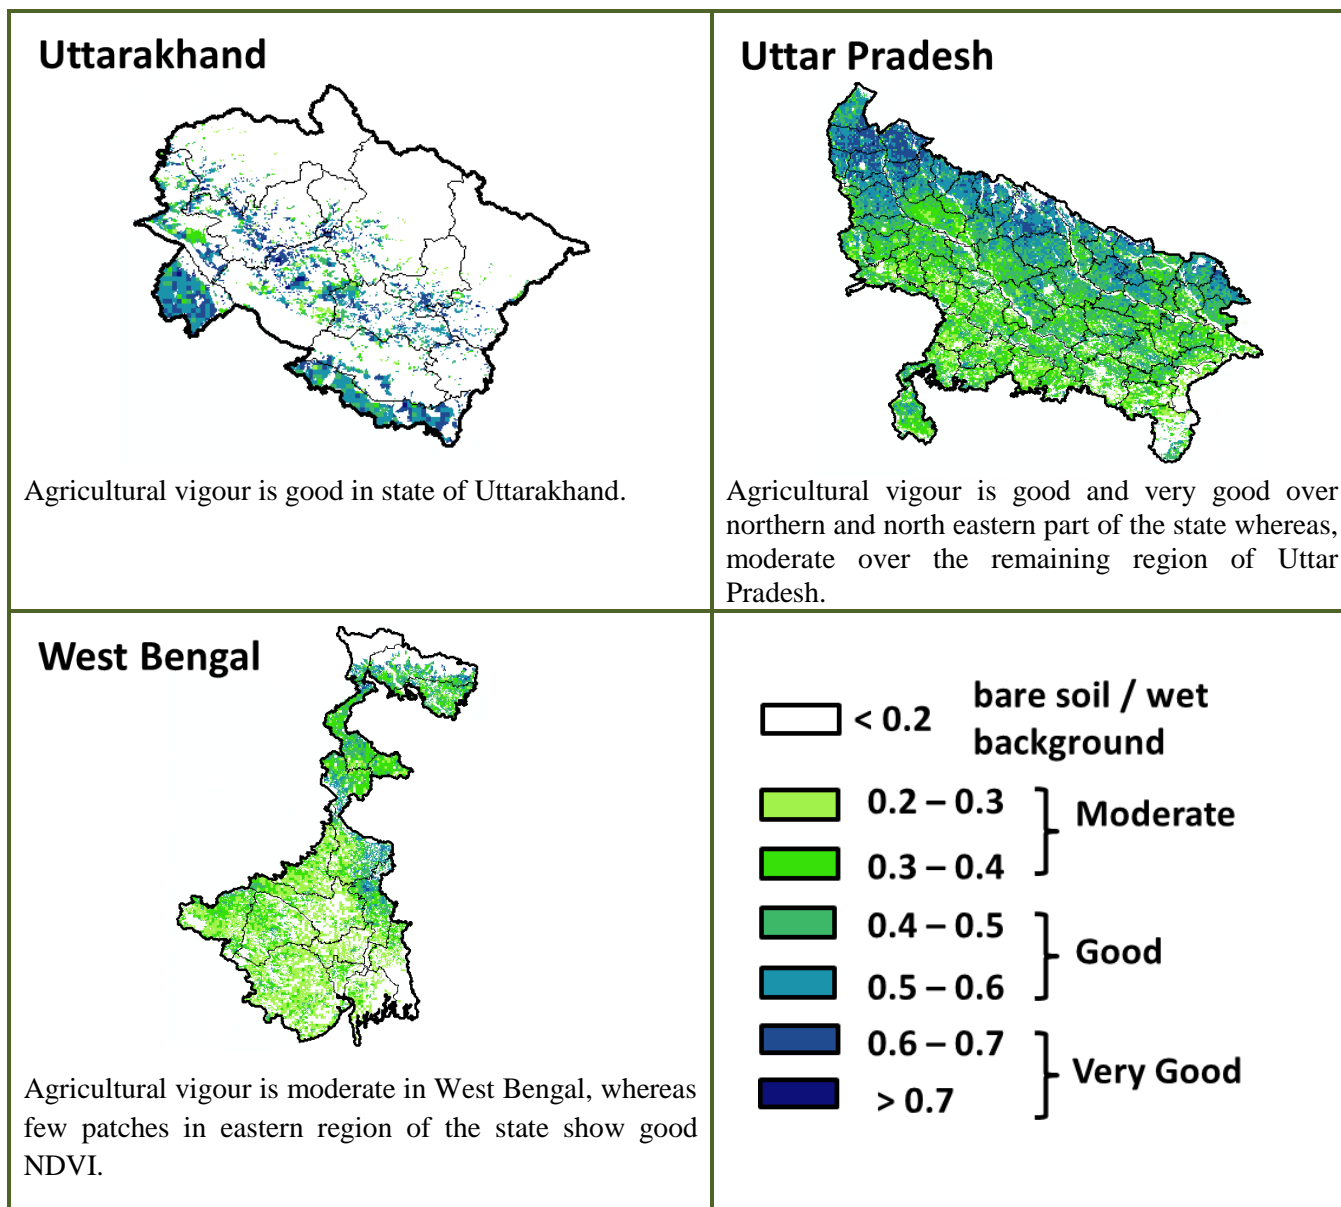 Uttarakhand
Agricultural vigour is good in state of Uttarakhand.
Uttar Pradesh
Agricultural vigour is good and very good over
northern and north eastern part of the state whereas,
moderate over the remaining region of Uttar
Pradesh.
West Bengal
Agricultural vigour is moderate in West Bengal, whereas
few patches in eastern region of the state show good
NDVI.
< 0.2 bare soil / wet
background
0.2 – 0.3
Moderate
0.3 – 0.4
0.4 – 0.5
Good
0.5 – 0.6
0.6 – 0.7
Very Good
> 0.7